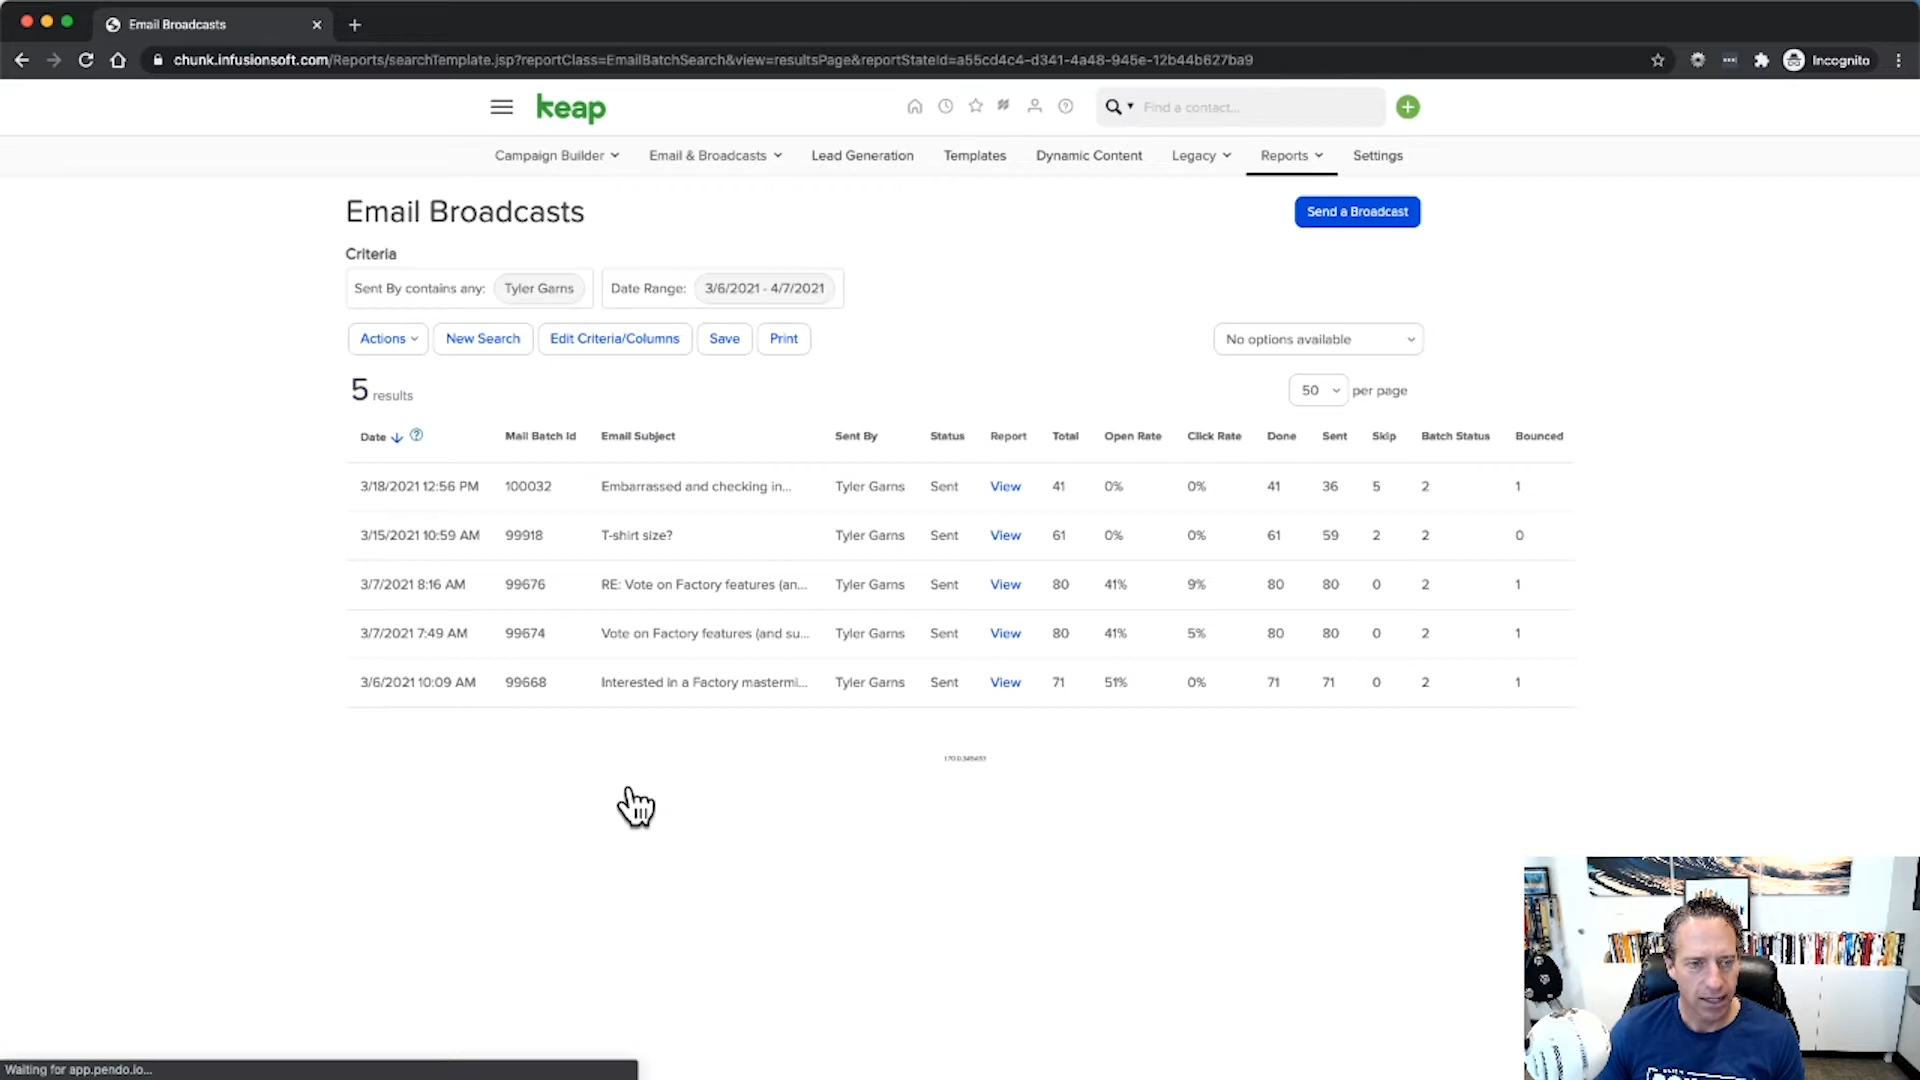 Email Broadcasts
chunk.infusionsoft.com/Reports/searchTemplate.jsp?reportClass=EmailBatchSearch&view=resultsPage&reportStateId=a55cd4c4-d341-4a48-945e-12b44b627ba9
Incognito
keap
Find a contact...
Campaign Builder
Email & Broadcasts
Lead Generation
Templates
Dynamic Content
Legacy
Reports
Settings
Email Broadcasts
Send a Broadcast
Criteria
Sent By contains any: Tyler Garns
Date Range: 3/6/2021 - 4/7/2021
Actions
New Search
Edit Criteria/Columns
Save
Print
No options available
5 results
50 per page
Date Mail Batch Id Email Subject Sent By Status Report Total Open Rate Click Rate Done Sent Skip Batch Status Bounced
3/18/2021 12:56 PM 100032 Embarrassed and checking in... Tyler Garns Sent View 41 0% 0% 41 36 5 2 1
3/15/2021 10:59 AM 99918 T-shirt size? Tyler Garns Sent View 61 0% 0% 61 59 2 2 0
3/7/2021 8:16 AM 99676 RE: Vote on Factory features (an... Tyler Garns Sent View 80 41% 9% 80 80 0 2 1
3/7/2021 7:49 AM 99674 Vote on Factory features (and su... Tyler Garns Sent View 80 41% 5% 80 80 0 2 1
3/6/2021 10:09 AM 99668 Interested in a Factory mastermi... Tyler Garns Sent View 71 51% 0% 71 71 0 2 1
Waiting for app.pendo.io...